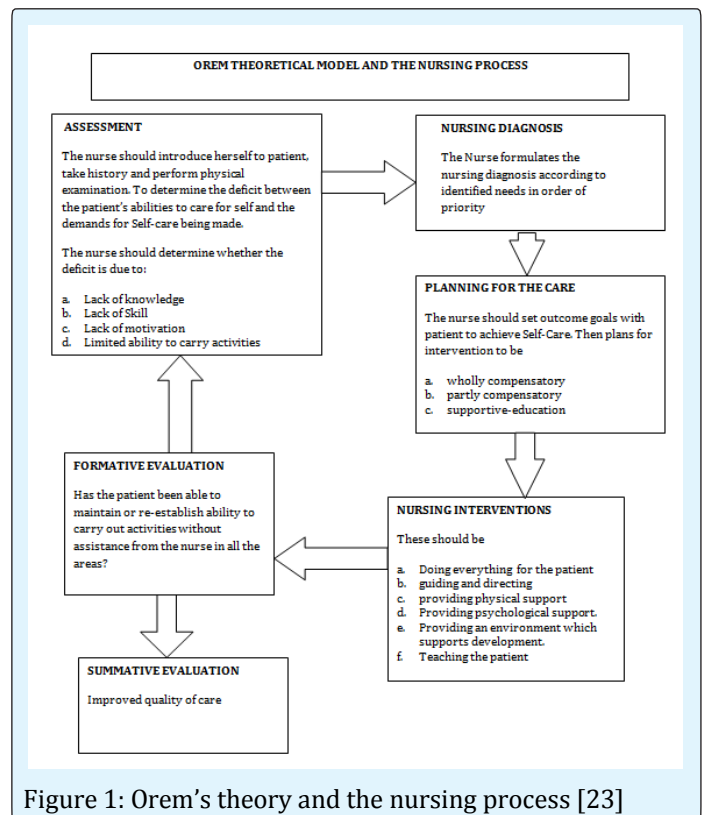 OREM THEORETICAL MODEL AND THE NURSING PROCESS
ASSESSMENT
The nurse should introduce herself to patient,
take history and perform physical
examination. To determine the deficit between
the patient's abilities to care for self and the
demands for Self-care being made.
The nurse should determine whether the
deficit is due to:
a. Lack of knowledge
b. Lack of Skill
c. Lack of motivation
d. Limited ability to carry activities
NURSING DIAGNOSIS
The Nurse formulates the
nursing diagnosis according to
identified needs in order of
priority
PLANNING FOR THE CARE
The nurse should set outcome goals with
patient to achieve Self-Care. Then plans for
intervention to be
a. wholly compensatory
b. partly compensatory
c. supportive-education
NURSING INTERVENTIONS
These should be
a. Doing everything for the patient
b. guiding and directing
c. providing physical support
d. Providing psychological support.
e. Providing an environment which
supports development.
f. Teaching the patient
FORMATIVE EVALUATION
Has the patient been able to
maintain or re-establish ability to
carry out activities without
assistance from the nurse in all the
areas?
SUMMATIVE EVALUATION
Improved quality of care
Figure 1: Orem's theory and the nursing process [23]